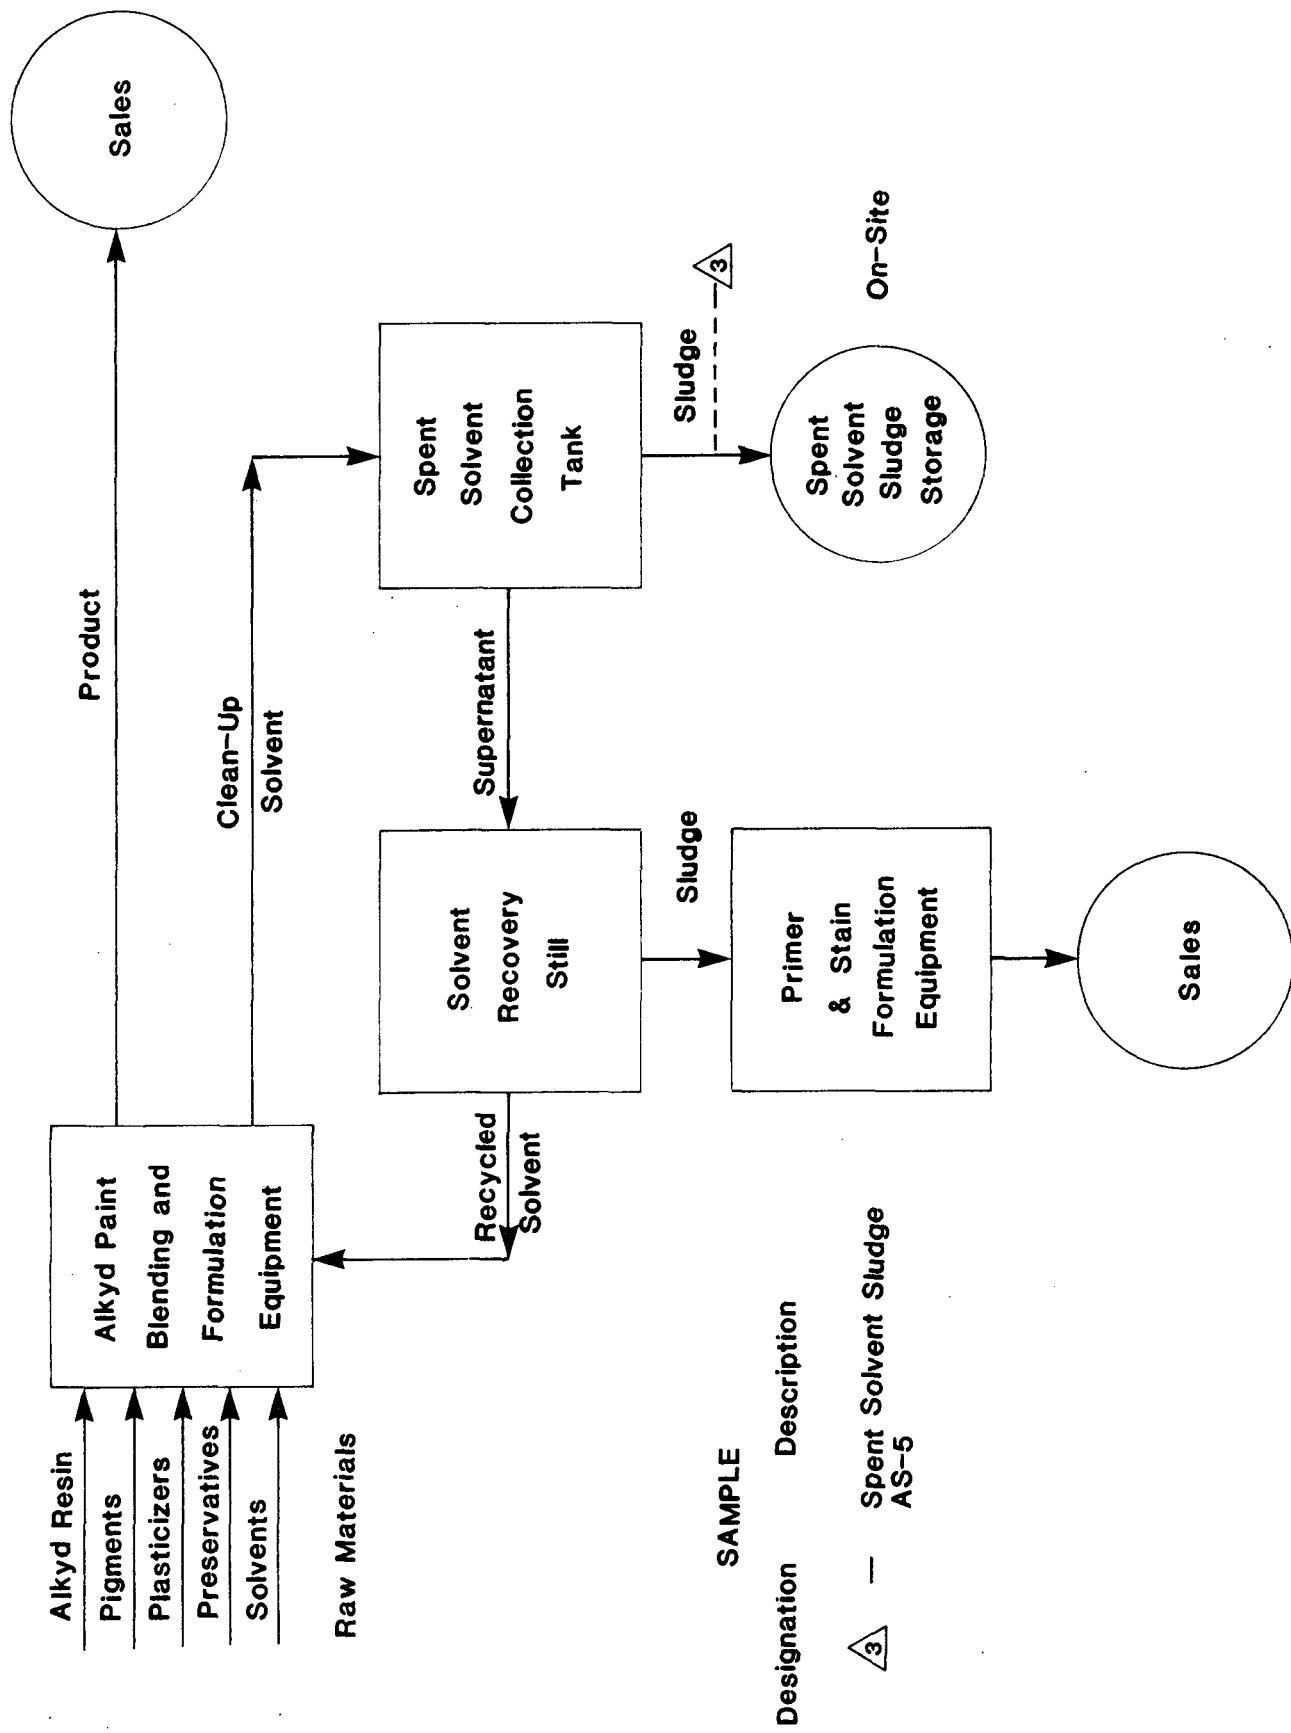 Alkyd Resin
Pigments
Plasticizers
Preservatives
Solvents
Raw Materials
Alkyd Paint
Blending and
Formulation
Equipment
Product
Sales
Clean-Up
Solvent
Recycled
Solvent
Solvent
Recovery
Still
Supernatant
Spent
Solvent
Collection
Tank
Sludge
Primer
& Stain
Formulation
Equipment
Sales
Sludge
3
Spent
Solvent
Sludge
Storage
On-Site
SAMPLE
Designation Description
3 — Spent Solvent Sludge
AS-5